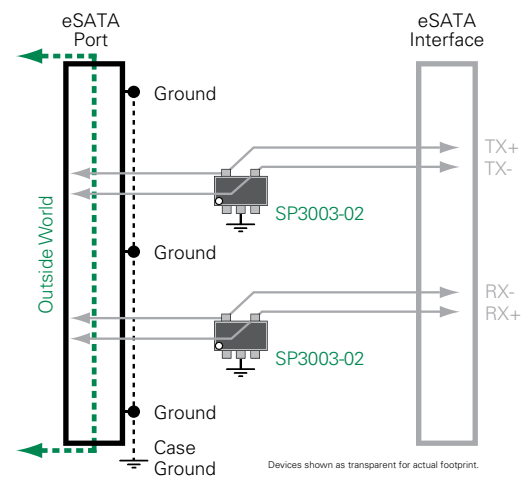 eSATA
Port
eSATA
Interface
Ground
TX+
TX-
SP3003-02
Outside World
Ground
RX-
RX+
SP3003-02
Ground
Case
Ground
Devices shown as transparent for actual footprint.